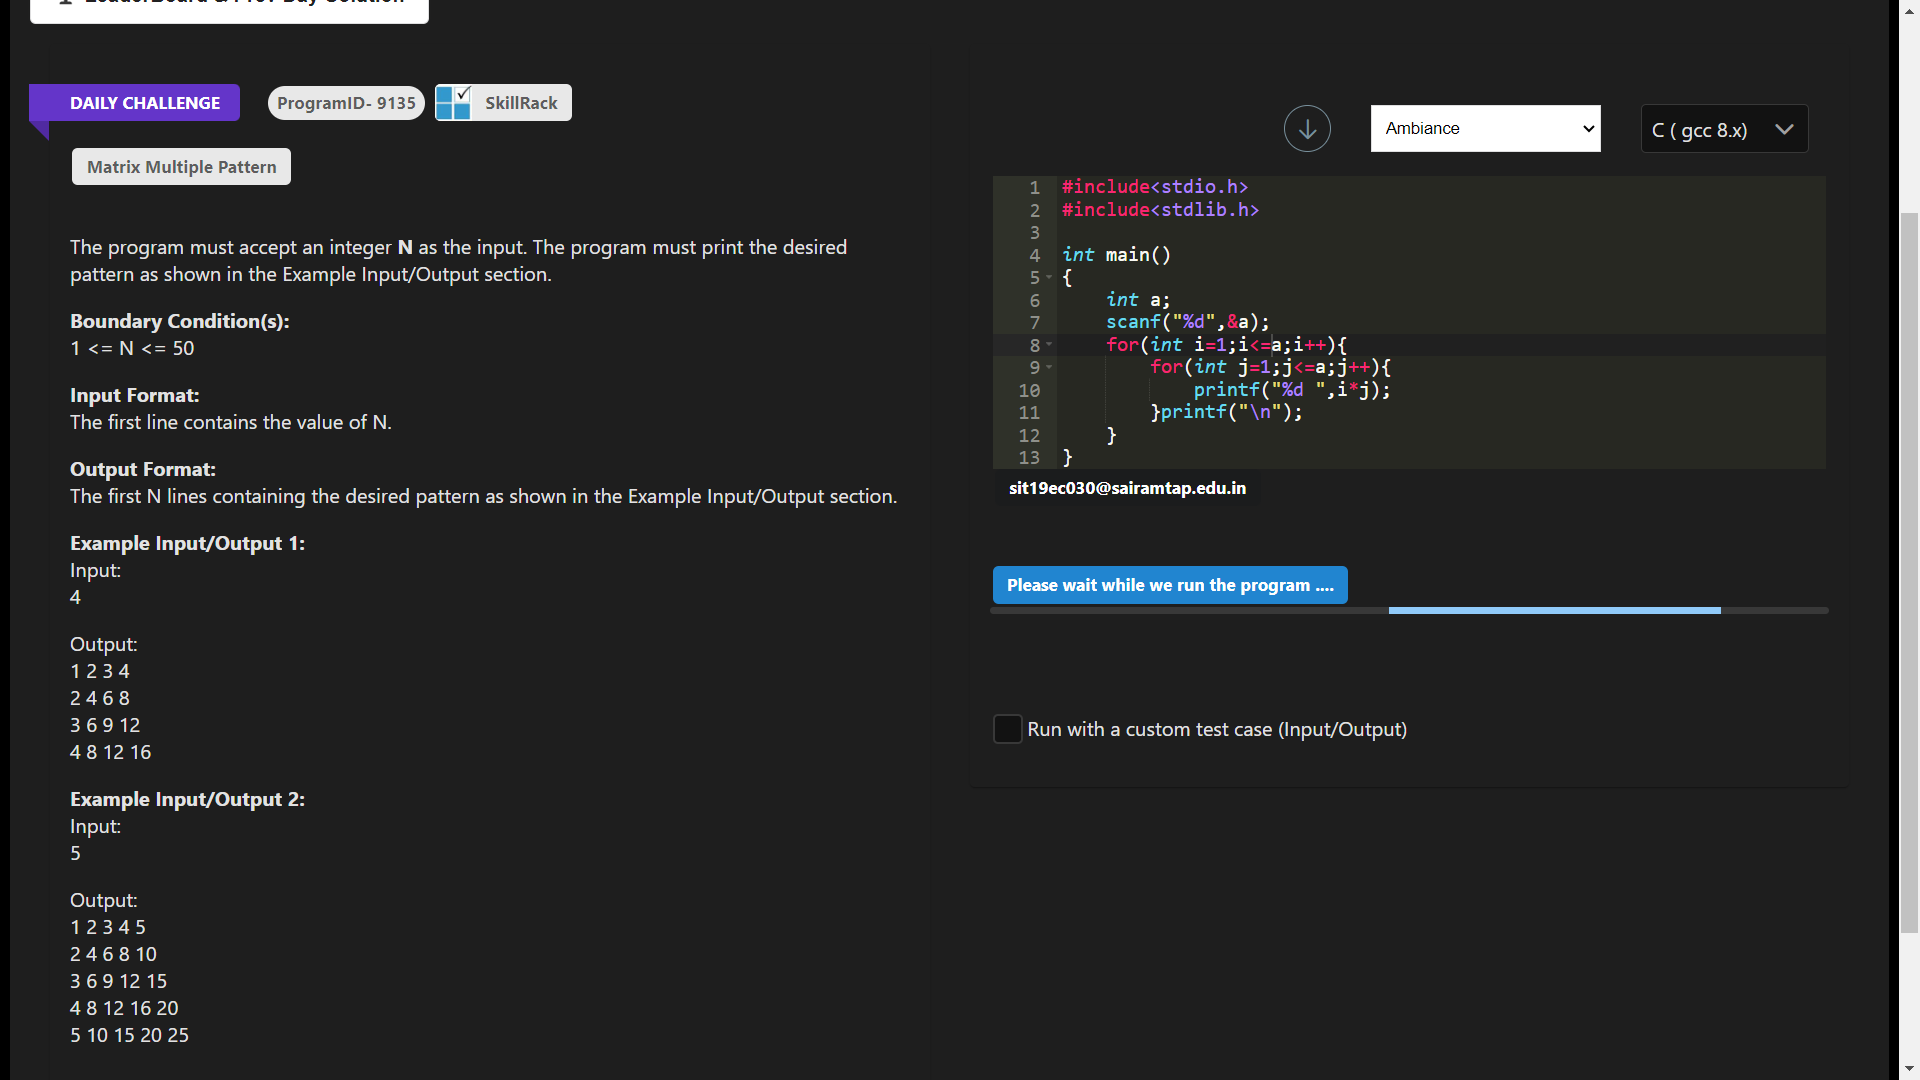 LeaderBoard & Prev Day Solution
DAILY CHALLENGE
ProgramID- 9135
SkillRack
Matrix Multiple Pattern
The program must accept an integer N as the input. The program must print the desired
pattern as shown in the Example Input/Output section.
Boundary Condition(s):
1 <= N <= 50
Input Format:
The first line contains the value of N.
Output Format:
The first N lines containing the desired pattern as shown in the Example Input/Output section.
Example Input/Output 1:
Input:
4
Output:
1 2 3 4
2 4 6 8
3 6 9 12
4 8 12 16
Example Input/Output 2:
Input:
5
Output:
1 2 3 4 5
2 4 6 8 10
3 6 9 12 15
4 8 12 16 20
5 10 15 20 25
Ambiance
C ( gcc 8.x)
1 #include<stdio.h>
2 #include<stdlib.h>
3
4 int main()
5 {
6     int a;
7     scanf("%d",&a);
8     for(int i=1;i<=a;i++){
9         for(int j=1;j<=a;j++){
10             printf("%d ",i*j);
11         }printf("\n");
12     }
13 }
sit19ec030@sairamtap.edu.in
Please wait while we run the program ....
Run with a custom test case (Input/Output)